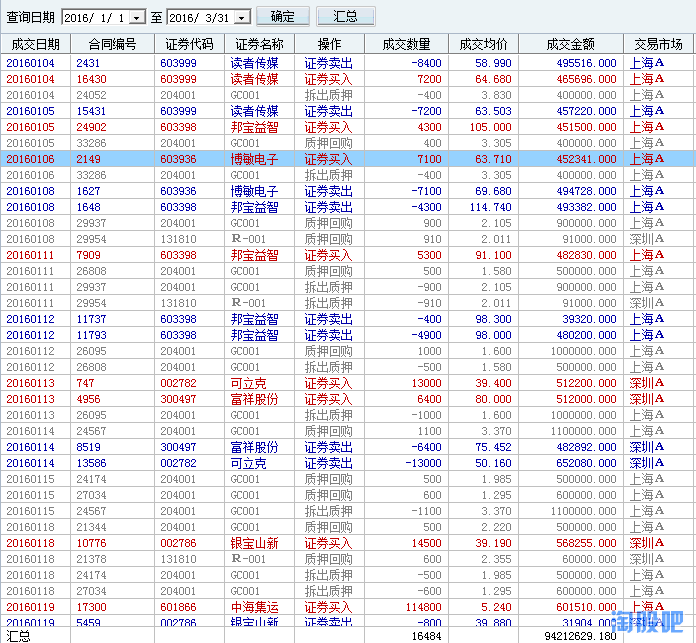 查询日期 2016/ 1/ 1 至 2016/ 3/31 确定 汇总
成交日期 合同编号 证券代码 证券名称 操作 成交数量 成交均价 成交金额 交易市场
20160104 2431 603999 读者传媒 证券卖出 -8400 58.990 495516.000 上海A
20160104 16430 603999 读者传媒 证券买入 7200 64.680 465696.000 上海A
20160104 24052 204001 GC001 拆出质押 -400 3.830 400000.000 上海A
20160105 15431 603999 读者传媒 证券卖出 -7200 63.503 457220.000 上海A
20160105 24902 603398 邦宝益智 证券买入 4300 105.000 451500.000 上海A
20160105 33286 204001 GC001 质押回购 400 3.305 400000.000 上海A
20160106 2149 603936 博敏电子 证券买入 7100 63.710 452341.000 上海A
20160106 33286 204001 GC001 拆出质押 -400 3.305 400000.000 上海A
20160108 1627 603936 博敏电子 证券卖出 -7100 69.680 494728.000 上海A
20160108 1648 603398 邦宝益智 证券卖出 -4300 114.740 493382.000 上海A
20160108 29937 204001 GC001 质押回购 900 2.105 900000.000 上海A
20160108 29954 131810 R-001 质押回购 910 2.011 91000.000 深圳A
20160111 7909 603398 邦宝益智 证券买入 5300 91.100 482830.000 上海A
20160111 26808 204001 GC001 质押回购 500 1.580 500000.000 上海A
20160111 29937 204001 GC001 拆出质押 -900 2.105 900000.000 上海A
20160111 29954 131810 R-001 拆出质押 -910 2.011 91000.000 深圳A
20160112 11737 603398 邦宝益智 证券卖出 -400 98.300 39320.000 上海A
20160112 11793 603398 邦宝益智 证券卖出 -4900 98.000 480200.000 上海A
20160112 26095 204001 GC001 质押回购 1000 1.600 1000000.000 上海A
20160112 26808 204001 GC001 拆出质押 -500 1.580 500000.000 上海A
20160113 747 002782 可立克 证券买入 13000 39.400 512200.000 深圳A
20160113 4956 300497 富祥股份 证券买入 6400 80.000 512000.000 深圳A
20160113 26095 204001 GC001 拆出质押 -1000 1.600 1000000.000 上海A
20160114 24567 204001 GC001 质押回购 1100 3.370 1100000.000 上海A
20160114 8519 300497 富祥股份 证券卖出 -6400 75.452 482892.000 深圳A
20160114 13586 002782 可立克 证券卖出 -13000 50.160 652080.000 深圳A
20160115 24174 204001 GC001 质押回购 500 1.985 500000.000 上海A
20160115 27034 204001 GC001 质押回购 600 1.295 600000.000 上海A
20160115 24567 204001 GC001 拆出质押 -1100 3.370 1100000.000 上海A
20160118 21344 204001 GC001 质押回购 500 2.220 500000.000 上海A
20160118 10776 002786 银宝山新 证券买入 14500 39.190 568255.000 深圳A
20160118 21378 131810 R-001 质押回购 600 2.355 60000.000 深圳A
20160118 24174 204001 GC001 拆出质押 -500 1.985 500000.000 上海A
20160118 27034 204001 GC001 拆出质押 -600 1.295 600000.000 上海A
20160119 17300 601866 中海集运 证券买入 114800 5.240 601510.000 上海A
20160119 5459 002786 银宝山新 证券卖出 -800 39.880 31904.000 深圳A
汇总 16484 94212629.180
淘股吧